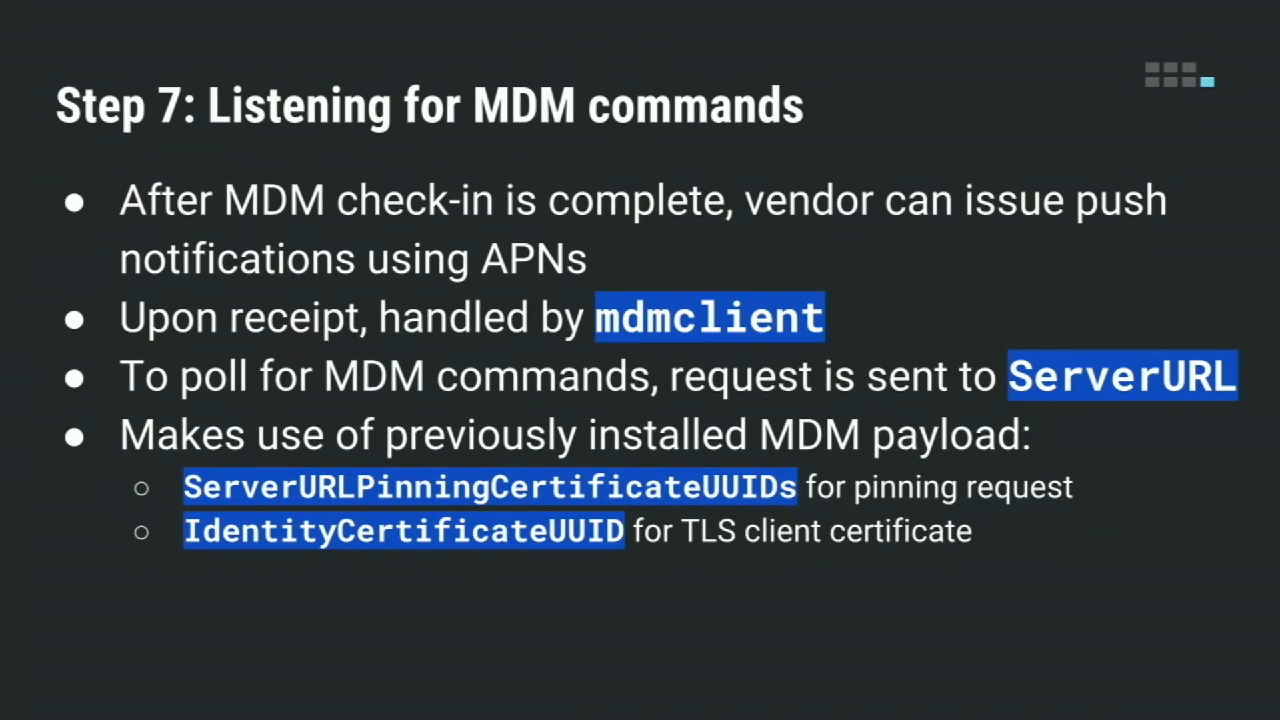 Step 7: Listening for MDM commands
● After MDM check-in is complete, vendor can issue push
notifications using APNs
● Upon receipt, handled by mdmclient
● To poll for MDM commands, request is sent to ServerURL
● Makes use of previously installed MDM payload:
○ ServerURLPinningCertificateUUIDs for pinning request
○ IdentityCertificateUUID for TLS client certificate